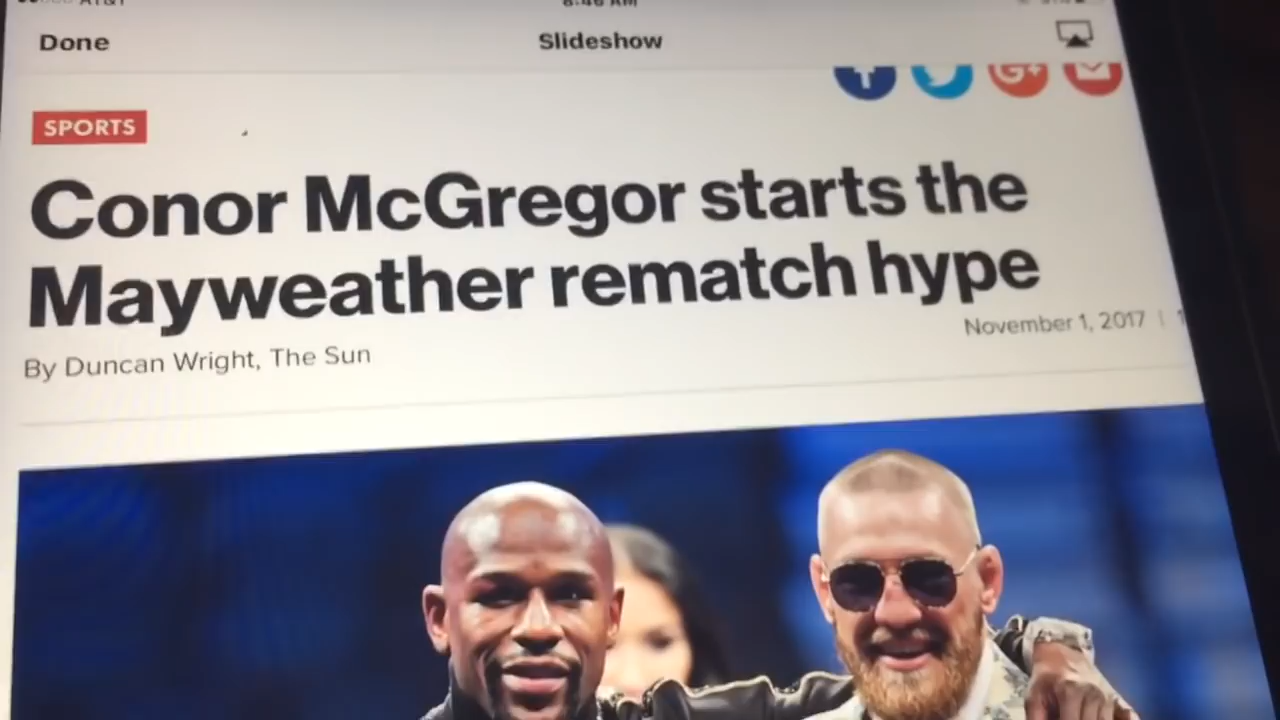 Done
Slideshow
SPORTS
Conor McGregor starts the
Mayweather rematch hype
November 1, 2017 |
By Duncan Wright, The Sun